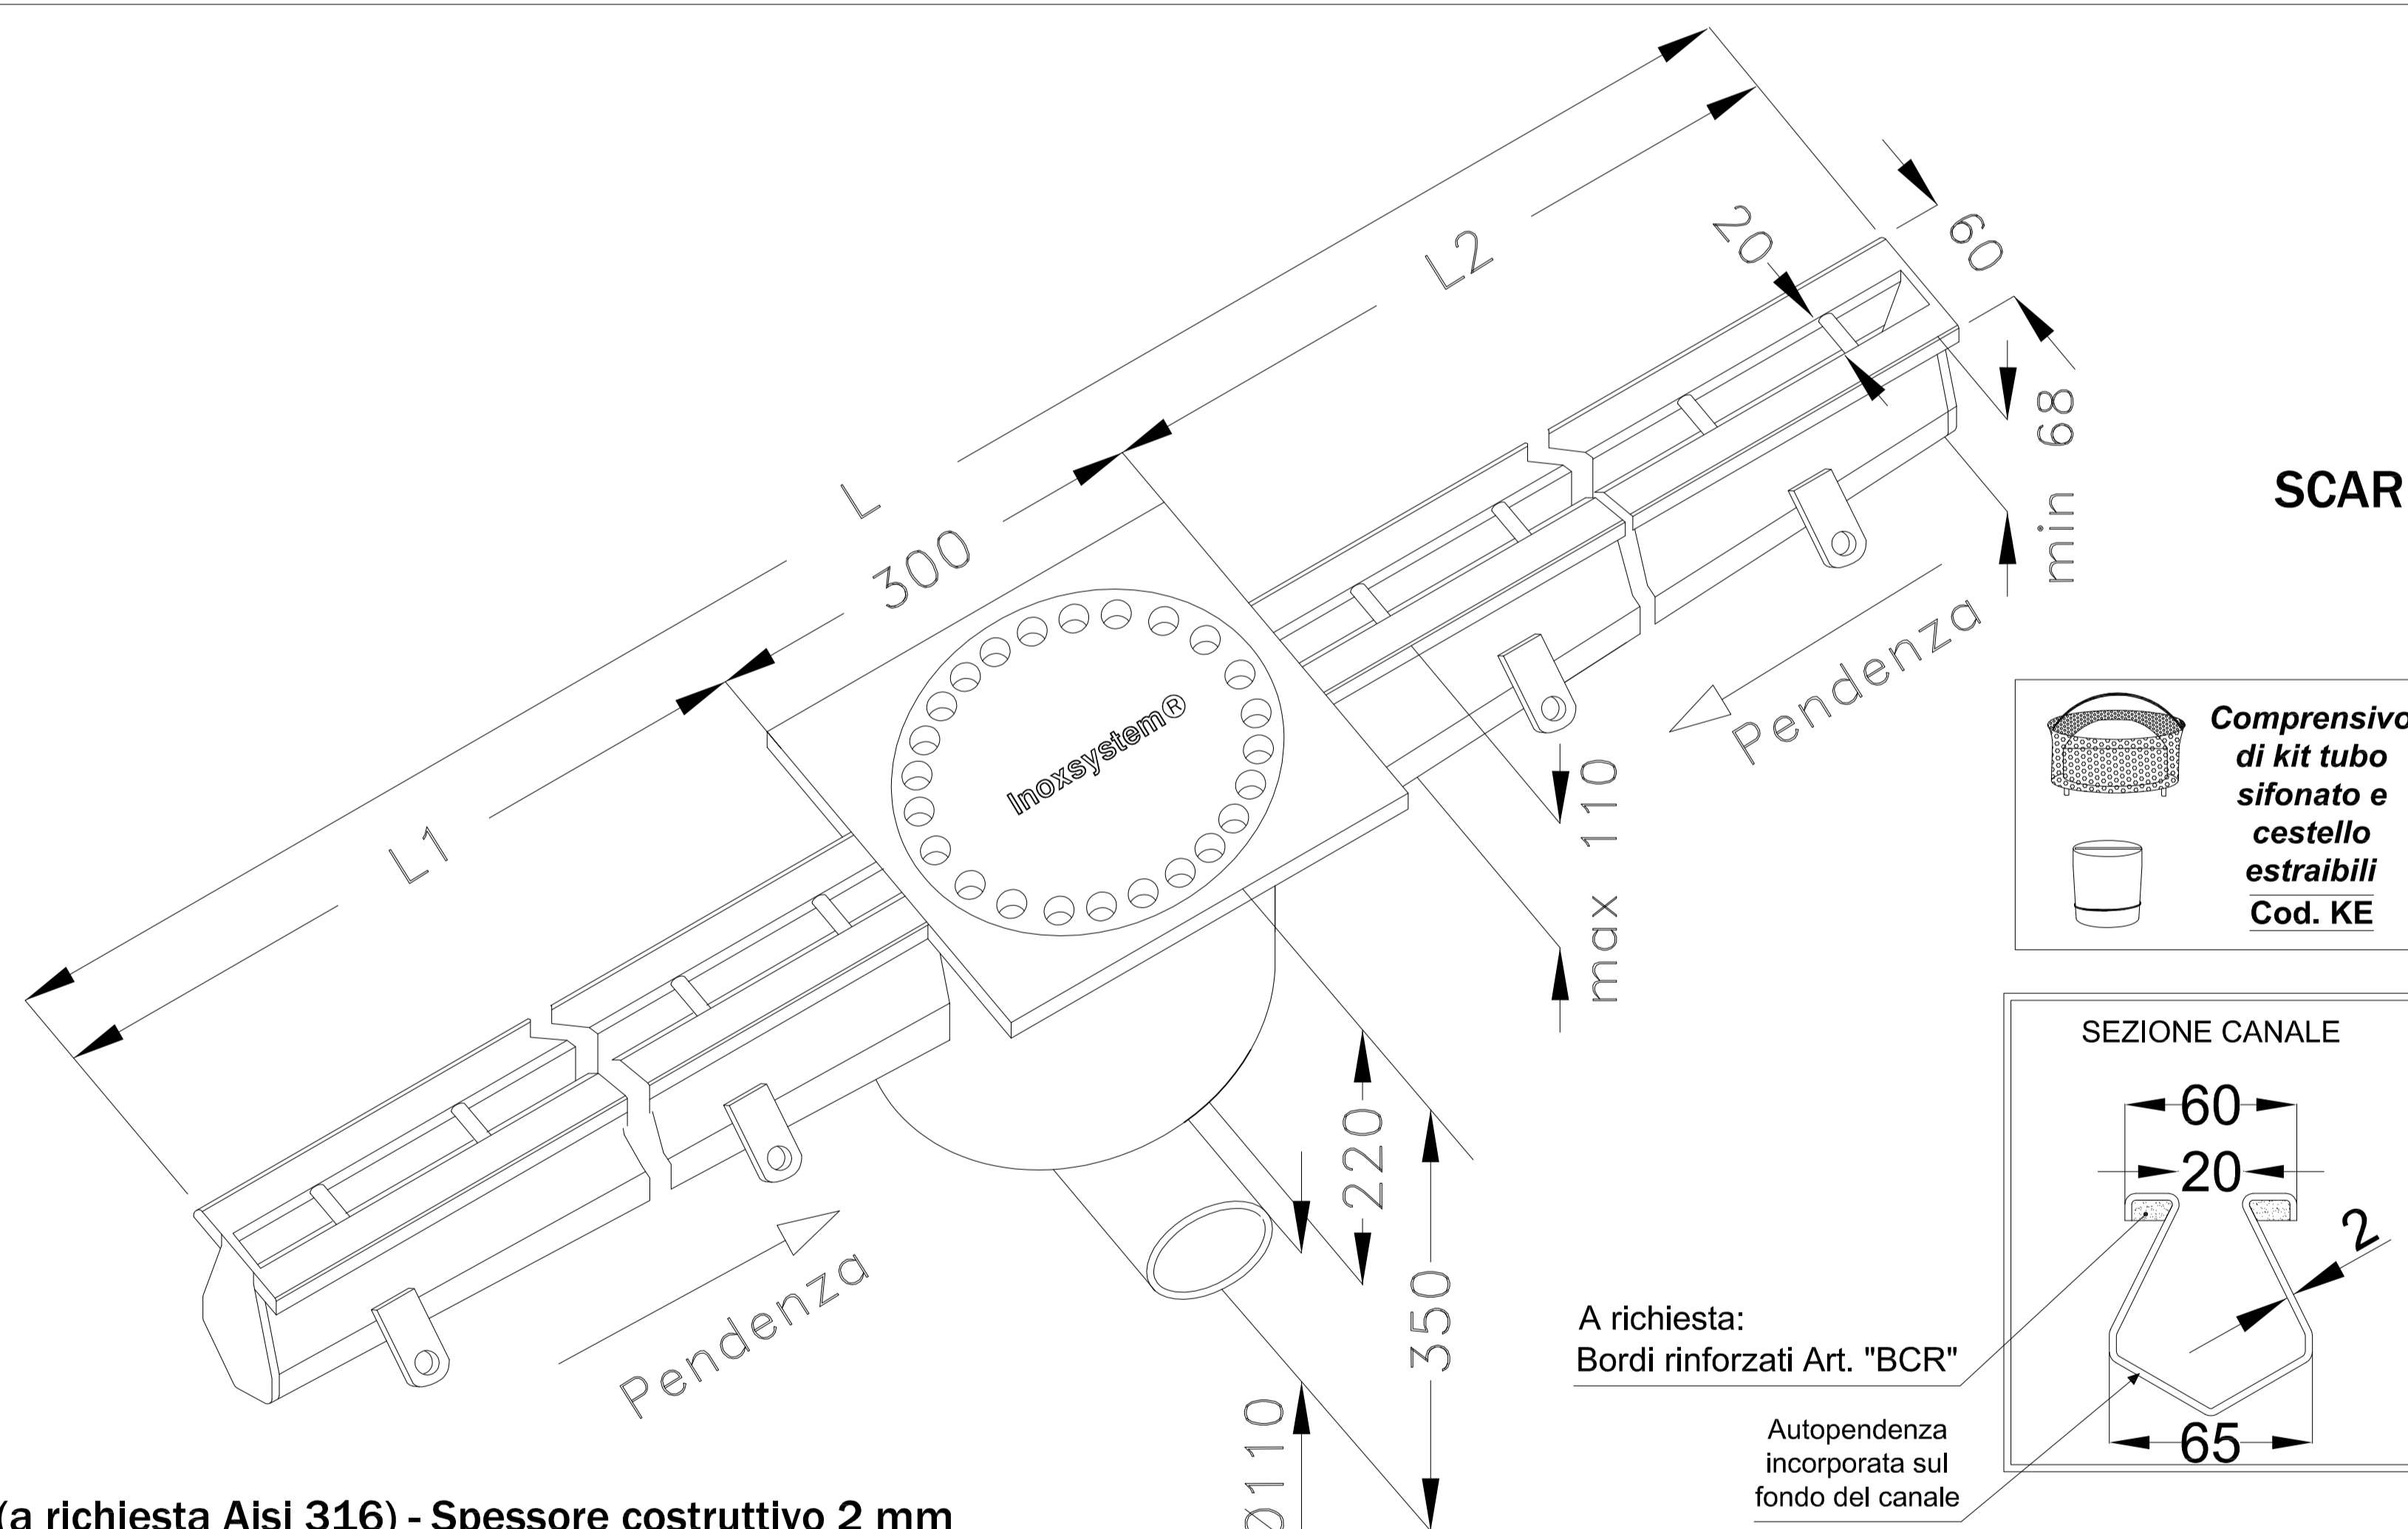 L
L2
20
60
min 68
SCAR
L1
300
Inoxsystem®
Pendenza
max 110
Comprensivo
di kit tubo
sifonato e
cestello
estraibili
Cod. KE
220
350
Ø110
Pendenza
SEZIONE CANALE
60
20
2
65
A richiesta:
Bordi rinforzati Art. "BCR"
Autopendenza
incorporata sul
fondo del canale
(a richiesta Aisi 316) - Spessore costruttivo 2 mm